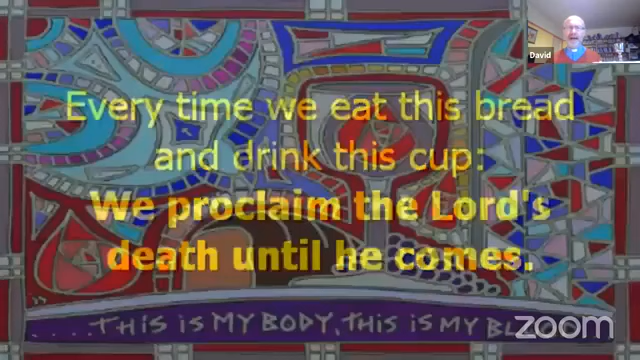 David
Every time we eat this bread
and drink this cup:
We proclaim the Lord's
death until he comes.
.....THIS IS MY BODY, THIS IS MY
zoom